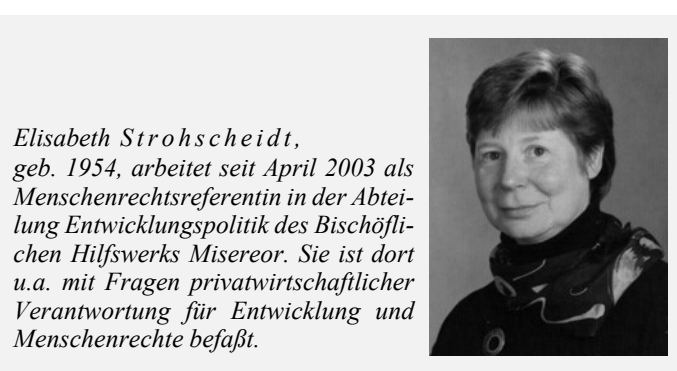 Elisabeth Strohscheidt,
geb. 1954, arbeitet seit April 2003 als
Menschenrechtsreferentin in der Abtei-
lung Entwicklungspolitik des Bischöfli-
chen Hilfswerks Misereor. Sie ist dort
u.a. mit Fragen privatwirtschaftlicher
Verantwortung für Entwicklung und
Menschenrechte befaßt.